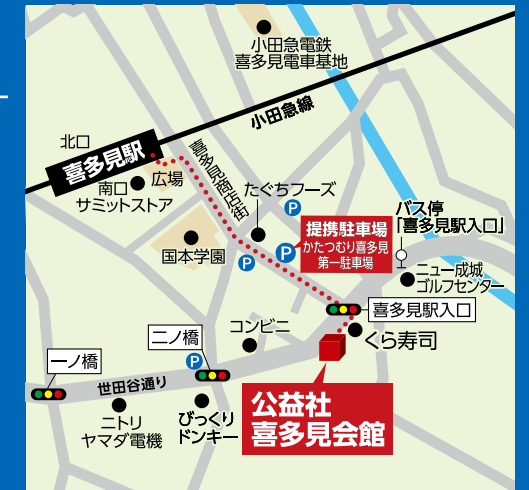 小田急電鉄
喜多見電車基地
小田急線
北口
喜多見駅
南口
広場
サミットストア
喜多見商店街
たぐちフーズ
P
提携駐車場
かたつむり喜多見
第一駐車場
P
P
バス停
「喜多見駅入口」
国本学園
ニュー成城
ゴルフセンター
喜多見駅入口
コンビニ
くら寿司
二ノ橋
P
一ノ橋
世田谷通り
ニトリ
ヤマダ電機
びっくり
ドンキー
公益社
喜多見会館